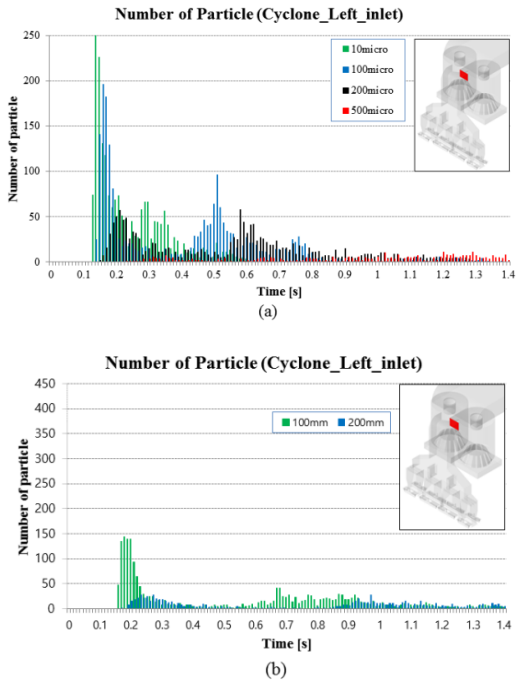 Number of Particle (Cyclone_Left_inlet)
Number of particle
250
200
150
100
50
0
10micro
100micro
200micro
500micro
0 0.1 0.2 0.3 0.4 0.5 0.6 0.7 0.8 0.9 1 1.1 1.2 1.3 1.4
Time [s]
(a)
Number of Particle (Cyclone_Left_inlet)
Number of particle
450
400
350
300
250
200
150
100
50
0
100mm 200mm
0 0.1 0.2 0.3 0.4 0.5 0.6 0.7 0.8 0.9 1 1.1 1.2 1.3 1.4
Time [s]
(b)